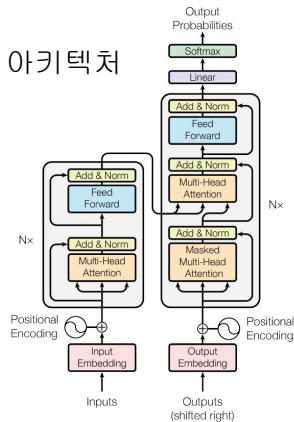 아키텍처
Output
Probabilities
Softmax
Linear
Add & Norm
Feed
Forward
Add & Norm
Multi-Head
Attention
Add & Norm
Masked
Multi-Head
Attention
N×
Add & Norm
Feed
Forward
Add & Norm
Multi-Head
Attention
N×
Positional
Encoding
Positional
Encoding
Input
Embedding
Output
Embedding
Inputs
Outputs
(shifted right)